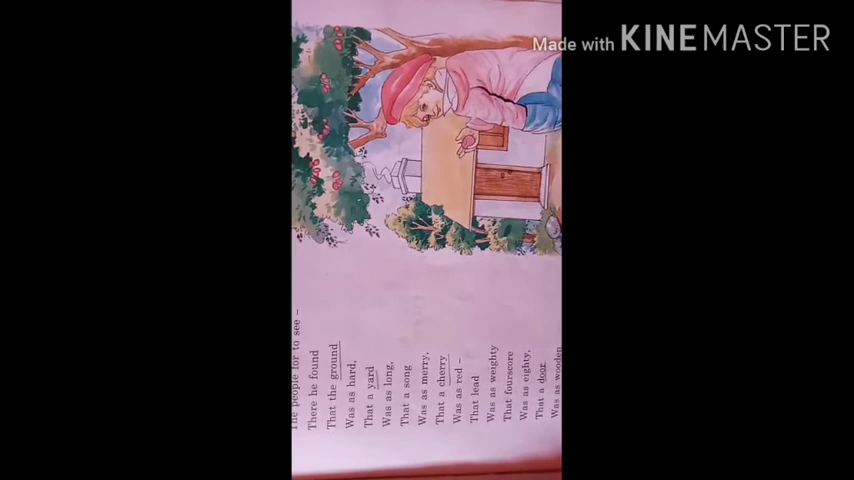 Made with KINEMASTER
The people for to see –
There he found
That the ground
Was as hard,
That a yard
Was as long,
That a song
Was as merry,
That a cherry
Was as red –
That lead
Was as weighty
That fourscore
Was as eighty,
That a door
Was as wooden